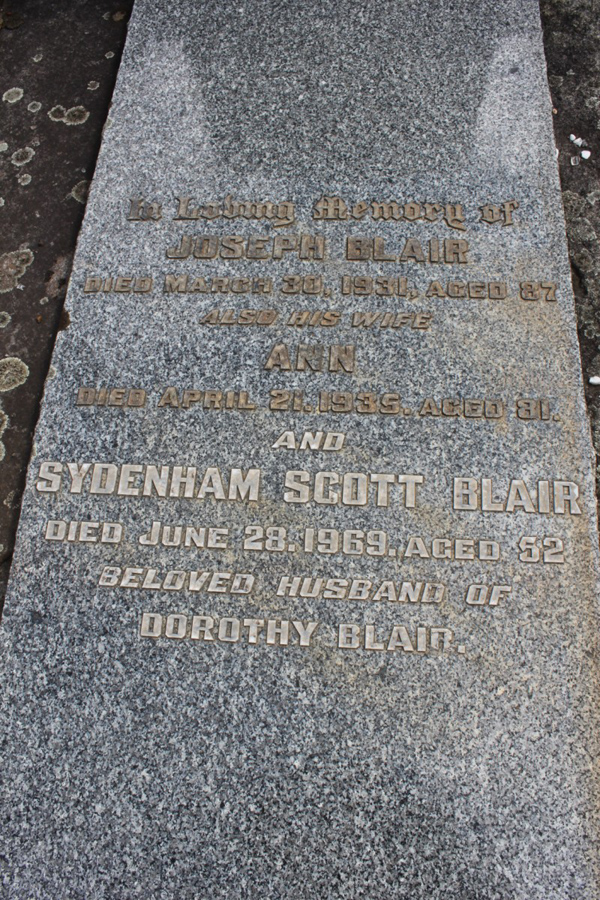 In Loving Memory of
JOSEPH BLAIR
DIED MARCH 30, 1931, AGED 87
ALSO HIS WIFE
ANN
DIED APRIL 21. 1935. AGED 81.
AND
SYDENHAM SCOTT BLAIR
DIED JUNE 28. 1969. AGED 52
BELOVED HUSBAND OF
DOROTHY BLAIR.